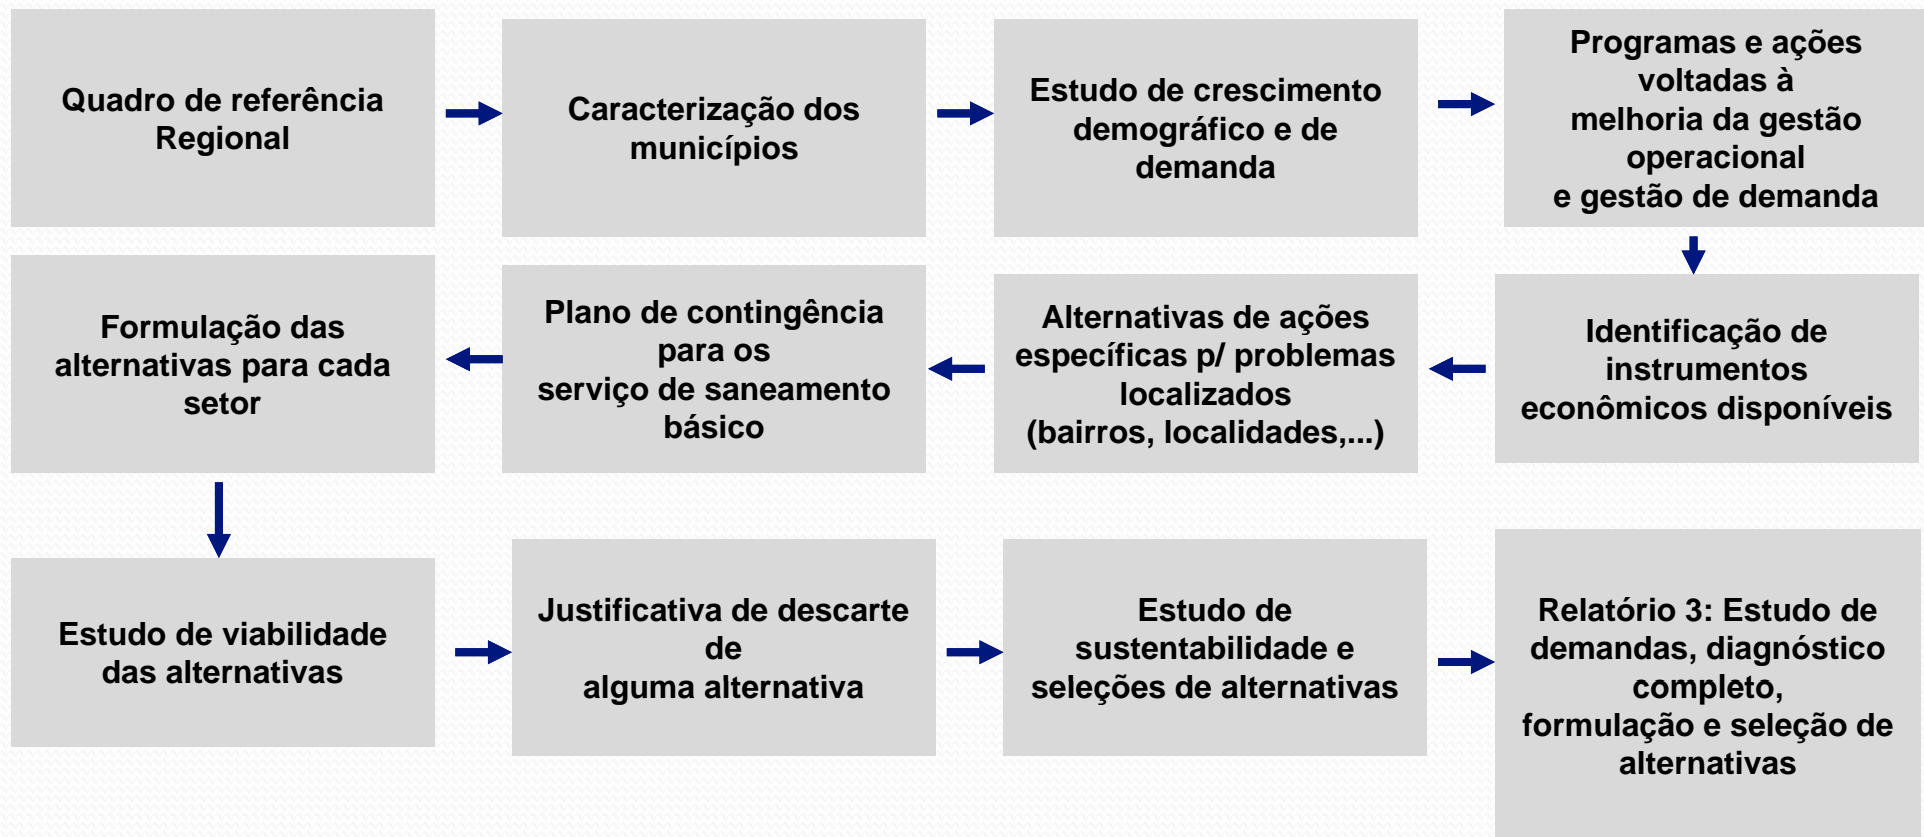 Quadro de referência
Regional
Caracterização dos
municípios
Estudo de crescimento
demográfico e de
demanda
Programas e ações
voltadas à
melhoria da gestão
operacional
e gestão de demanda
Identificação de
instrumentos
econômicos disponíveis
Alternativas de ações
específicas p/ problemas
localizados
(bairros, localidades,...)
Plano de contingência
para os
serviço de saneamento
básico
Formulação das
alternativas para cada
setor
Estudo de viabilidade
das alternativas
Justificativa de descarte
de
alguma alternativa
Estudo de
sustentabilidade e
seleções de alternativas
Relatório 3: Estudo de
demandas, diagnóstico
completo,
formulação e seleção de
alternativas